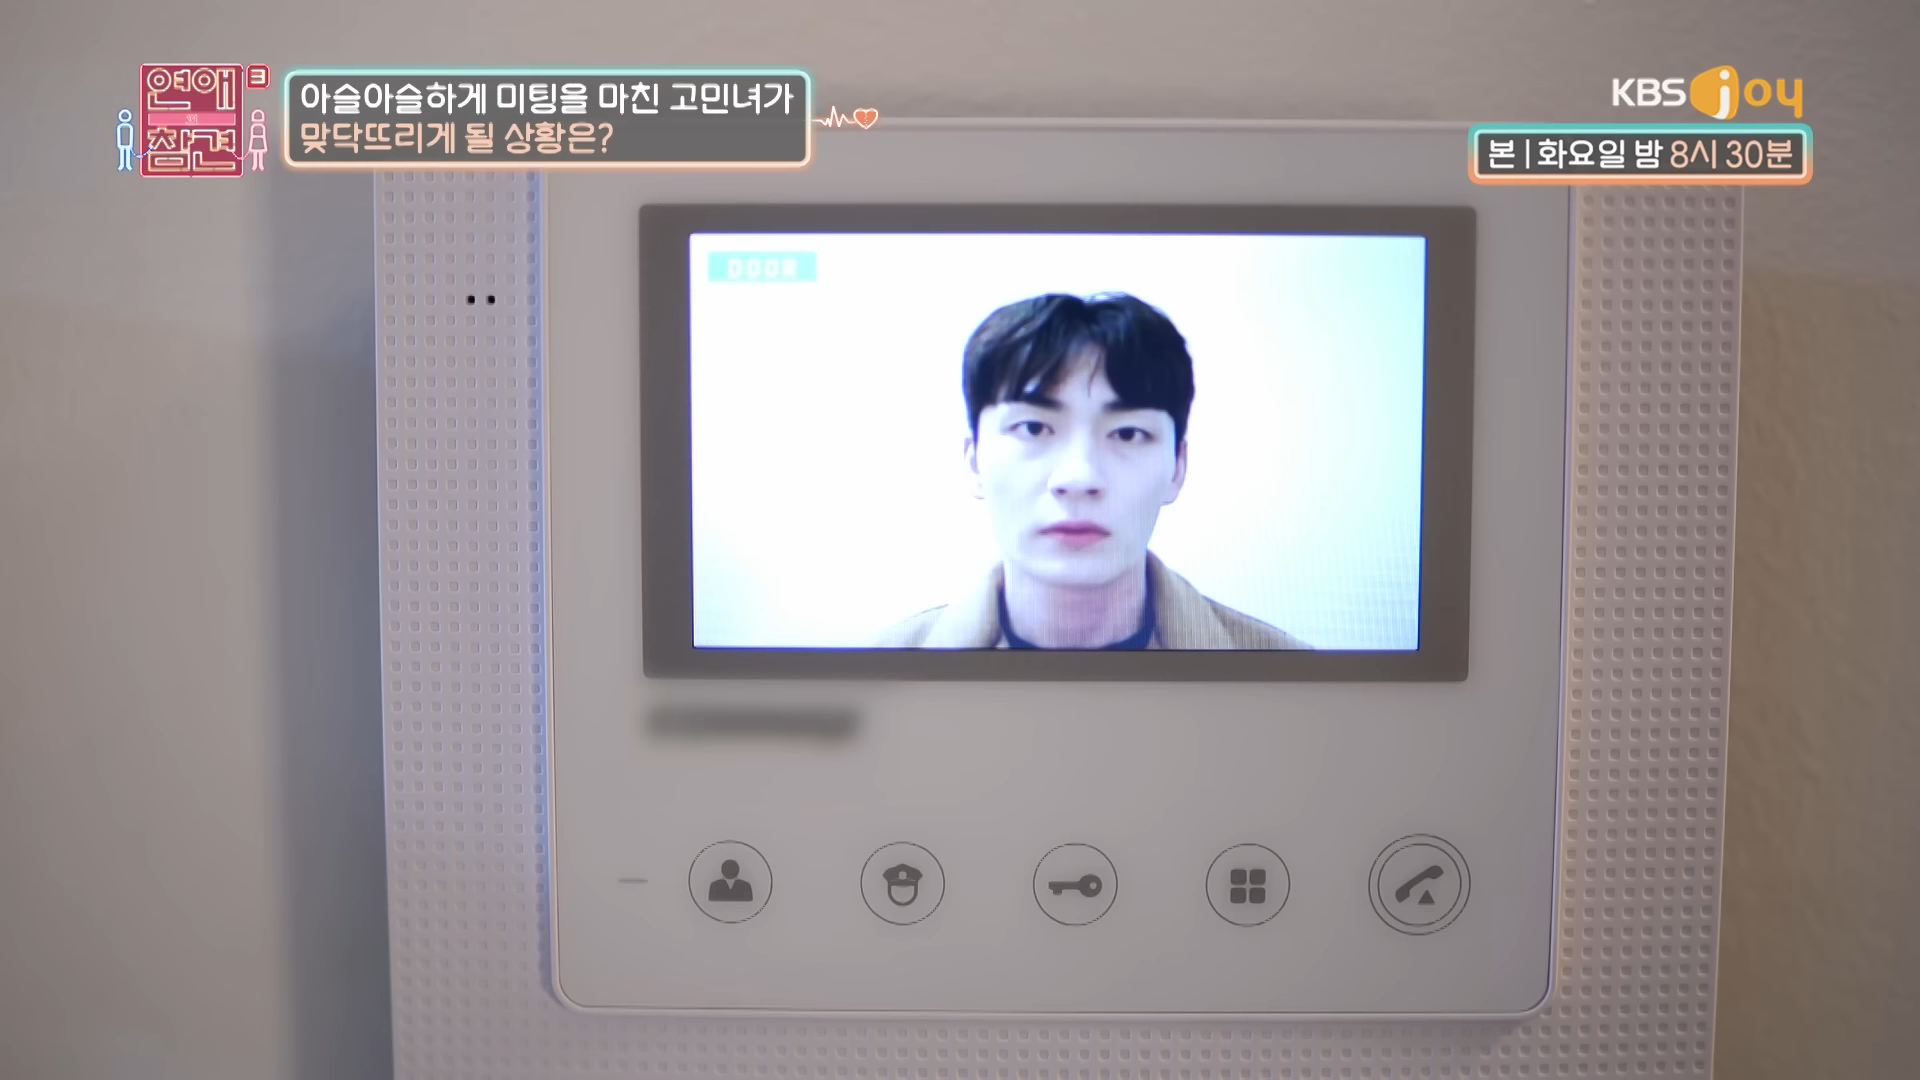 연애의 참견 3
아슬아슬하게 미팅을 마친 고민녀가
맞닥뜨리게 될 상황은?
KBS joy
본 | 화요일 밤 8시 30분
DOOR